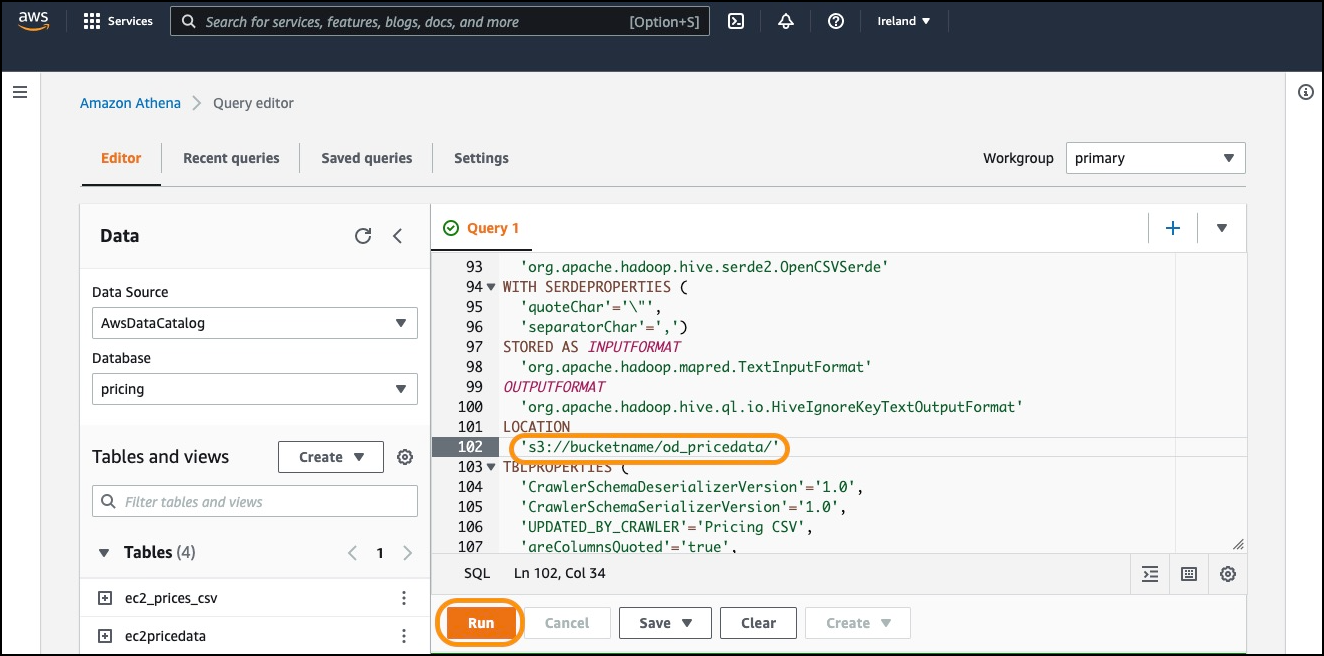 aws
Services
Search for services, features, blogs, docs, and more [Option+S]
Ireland
Amazon Athena > Query editor
Editor Recent queries Saved queries Settings
Workgroup primary
Data
Data Source
AwsDataCatalog
Database
pricing
Tables and views Create
Filter tables and views
Tables (4) < 1 >
ec2_prices_csv
ec2pricedata
Query 1
93 'org.apache.hadoop.hive.serde2.OpenCSVSerde'
94 WITH SERDEPROPERTIES (
95 'quoteChar'='\"',
96 'separatorChar'=',')
97 STORED AS INPUTFORMAT
98 'org.apache.hadoop.mapred.TextInputFormat'
99 OUTPUTFORMAT
100 'org.apache.hadoop.hive.ql.io.HiveIgnoreKeyTextOutputFormat'
101 LOCATION
102 's3://bucketname/od_pricedata/'
103 TBLPROPERTIES (
104 'CrawlerSchemaDeserializerVersion'='1.0',
105 'CrawlerSchemaSerializerVersion'='1.0',
106 'UPDATED_BY_CRAWLER'='Pricing CSV',
107 'areColumnsQuoted'='true',
SQL Ln 102, Col 34
Run Cancel Save Clear Create